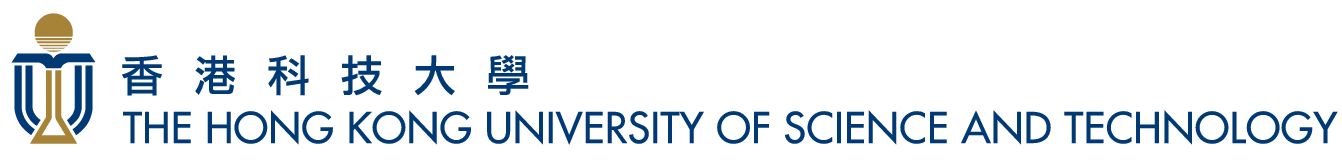 香港科技大學
THE HONG KONG UNIVERSITY OF SCIENCE AND TECHNOLOGY